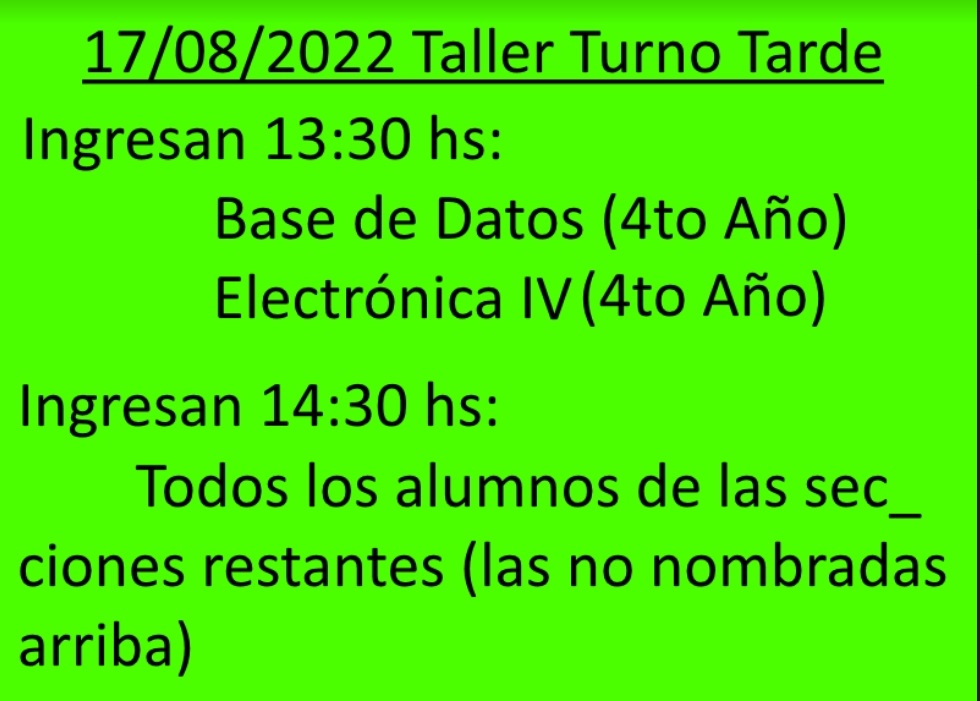 17/08/2022 Taller Turno Tarde
Ingresan 13:30 hs:
Base de Datos (4to Año)
Electrónica IV (4to Año)
Ingresan 14:30 hs:
Todos los alumnos de las sec_
ciones restantes (las no nombradas
arriba)